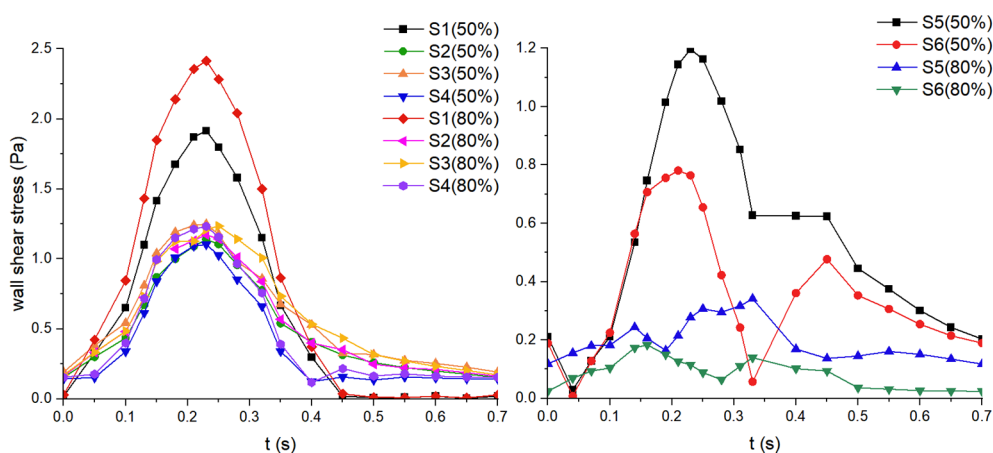 S1(50%)
S2(50%)
S3(50%)
S4(50%)
S1(80%)
S2(80%)
S3(80%)
S4(80%)
2.5
2.0
1.5
1.0
0.5
0.0
wall shear stress (Pa)
0.0 0.1 0.2 0.3 0.4 0.5 0.6 0.7
t (s)
S5(50%)
S6(50%)
S5(80%)
S6(80%)
1.2
1.0
0.8
0.6
0.4
0.2
0.0
0.0 0.1 0.2 0.3 0.4 0.5 0.6 0.7
t (s)